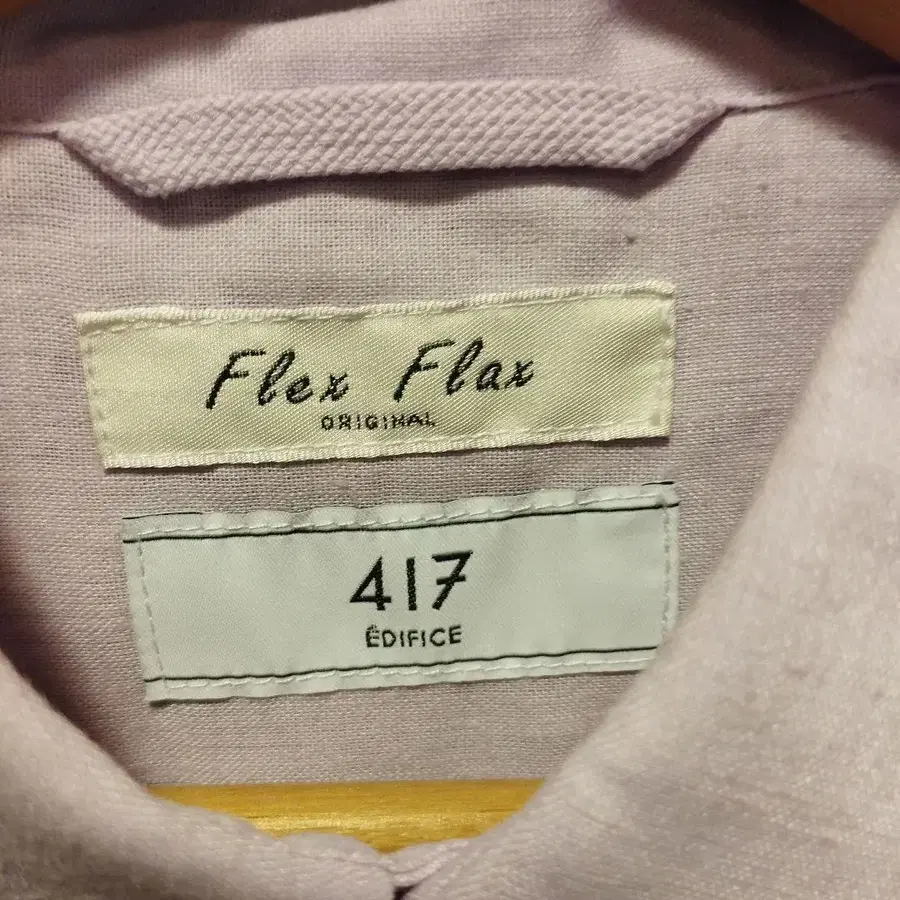 Flex Flax
ORIGINAL
417
ÉDIFICE